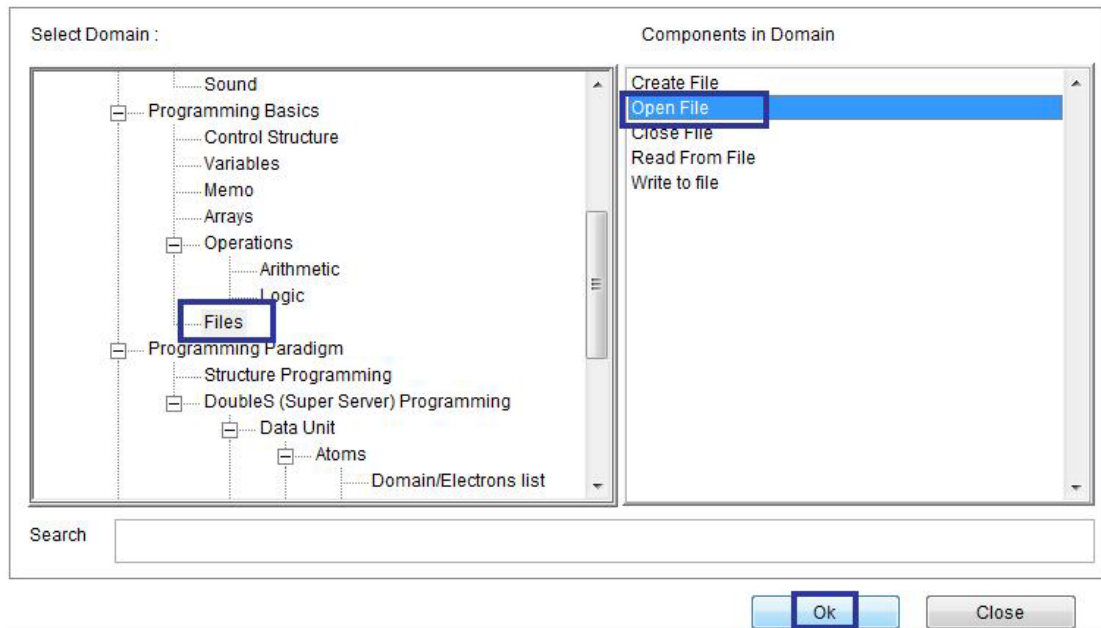 Select Domain :
Components in Domain
Sound
Programming Basics
Control Structure
Variables
Memo
Arrays
Operations
Arithmetic
Logic
Files
Programming Paradigm
Structure Programming
DoubleS (Super Server) Programming
Data Unit
Atoms
Domain/Electrons list
Create File
Open File
Close File
Read From File
Write to file
Search
Ok
Close